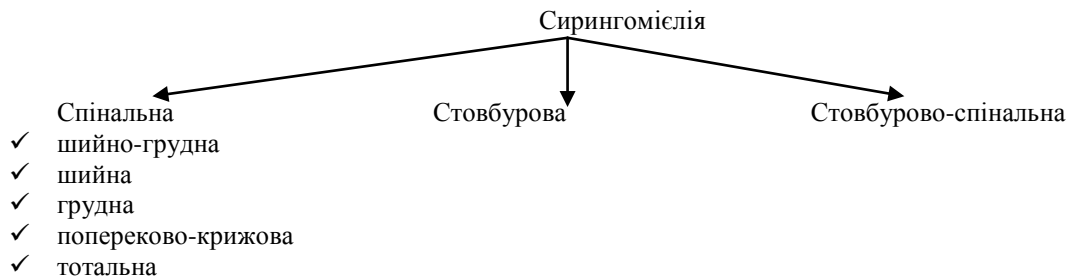 Сирингомієлія
Спінальна Стовбурова Стовбурово-спінальна
✓ шийно-грудна
✓ шийна
✓ грудна
✓ попереково-крижова
✓ тотальна